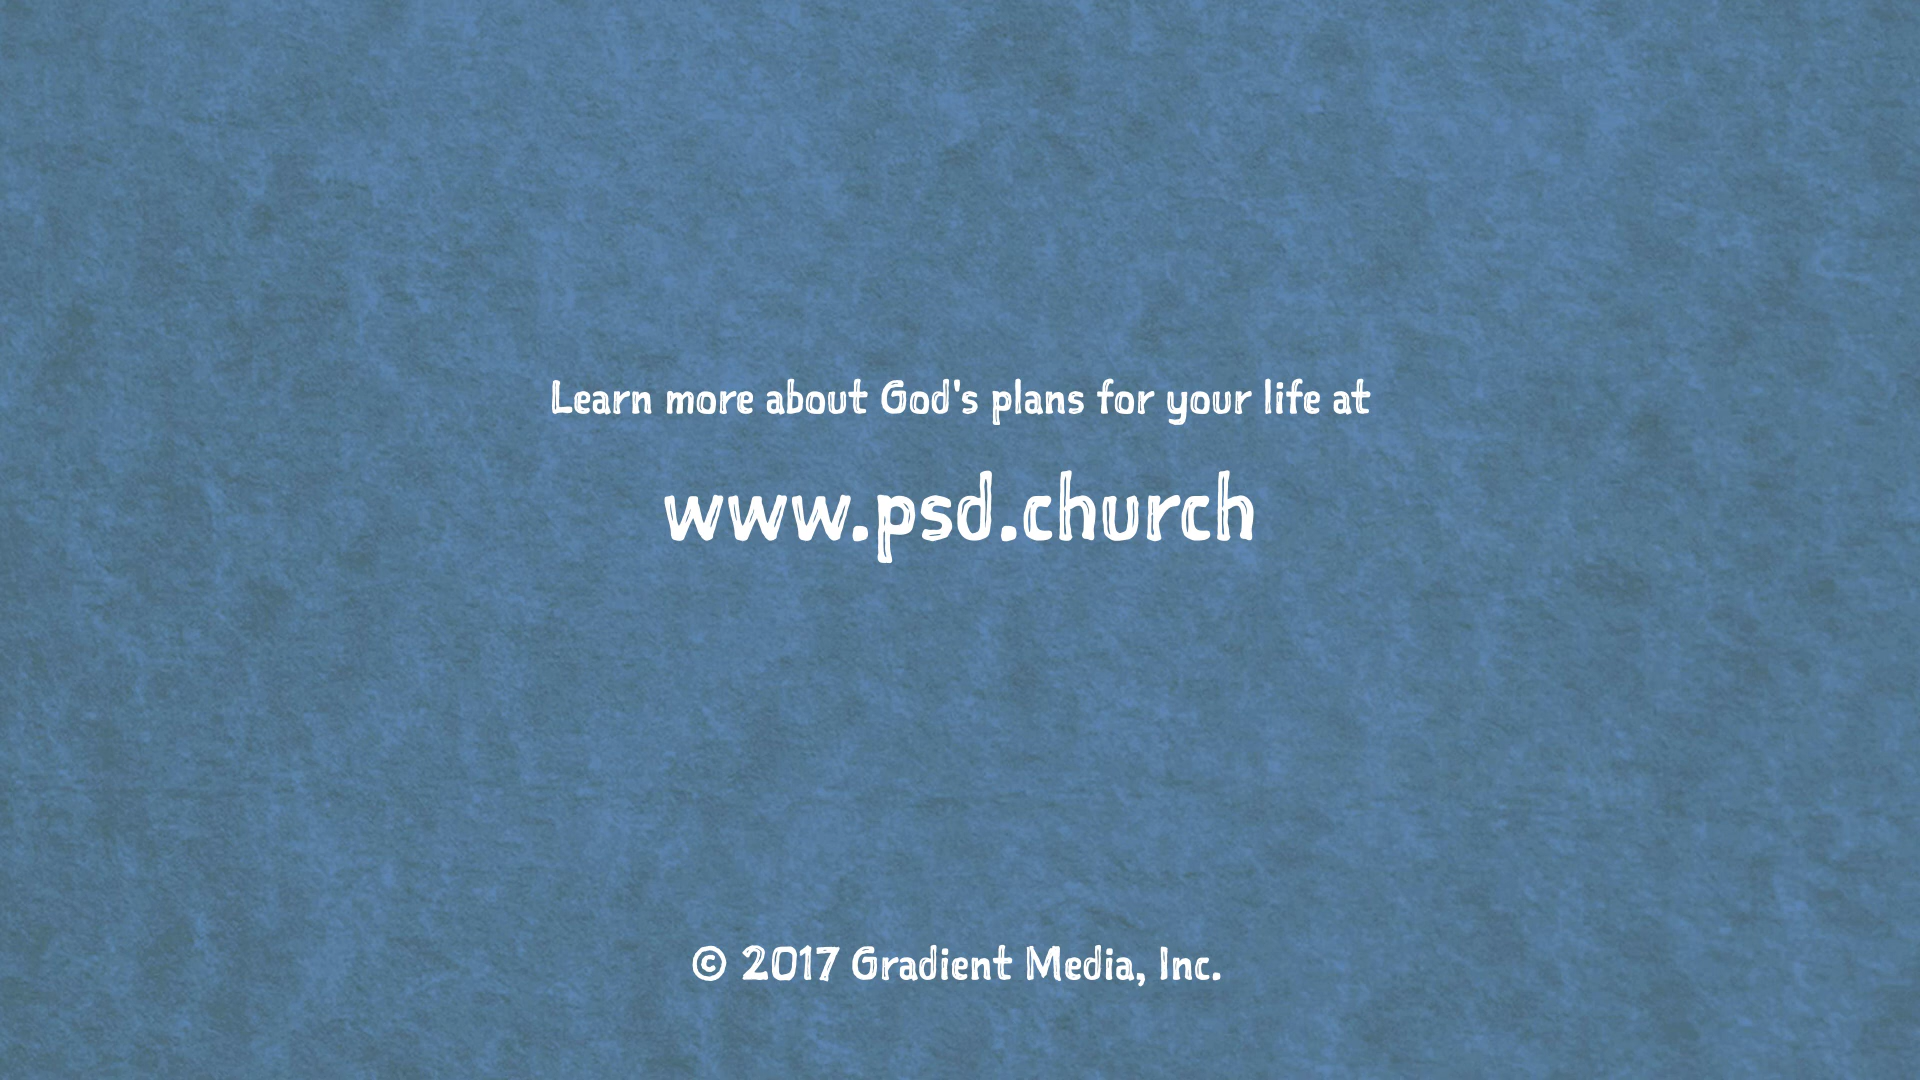 Learn more about God's plans for your life at
www.psd.church
© 2017 Gradient Media, Inc.